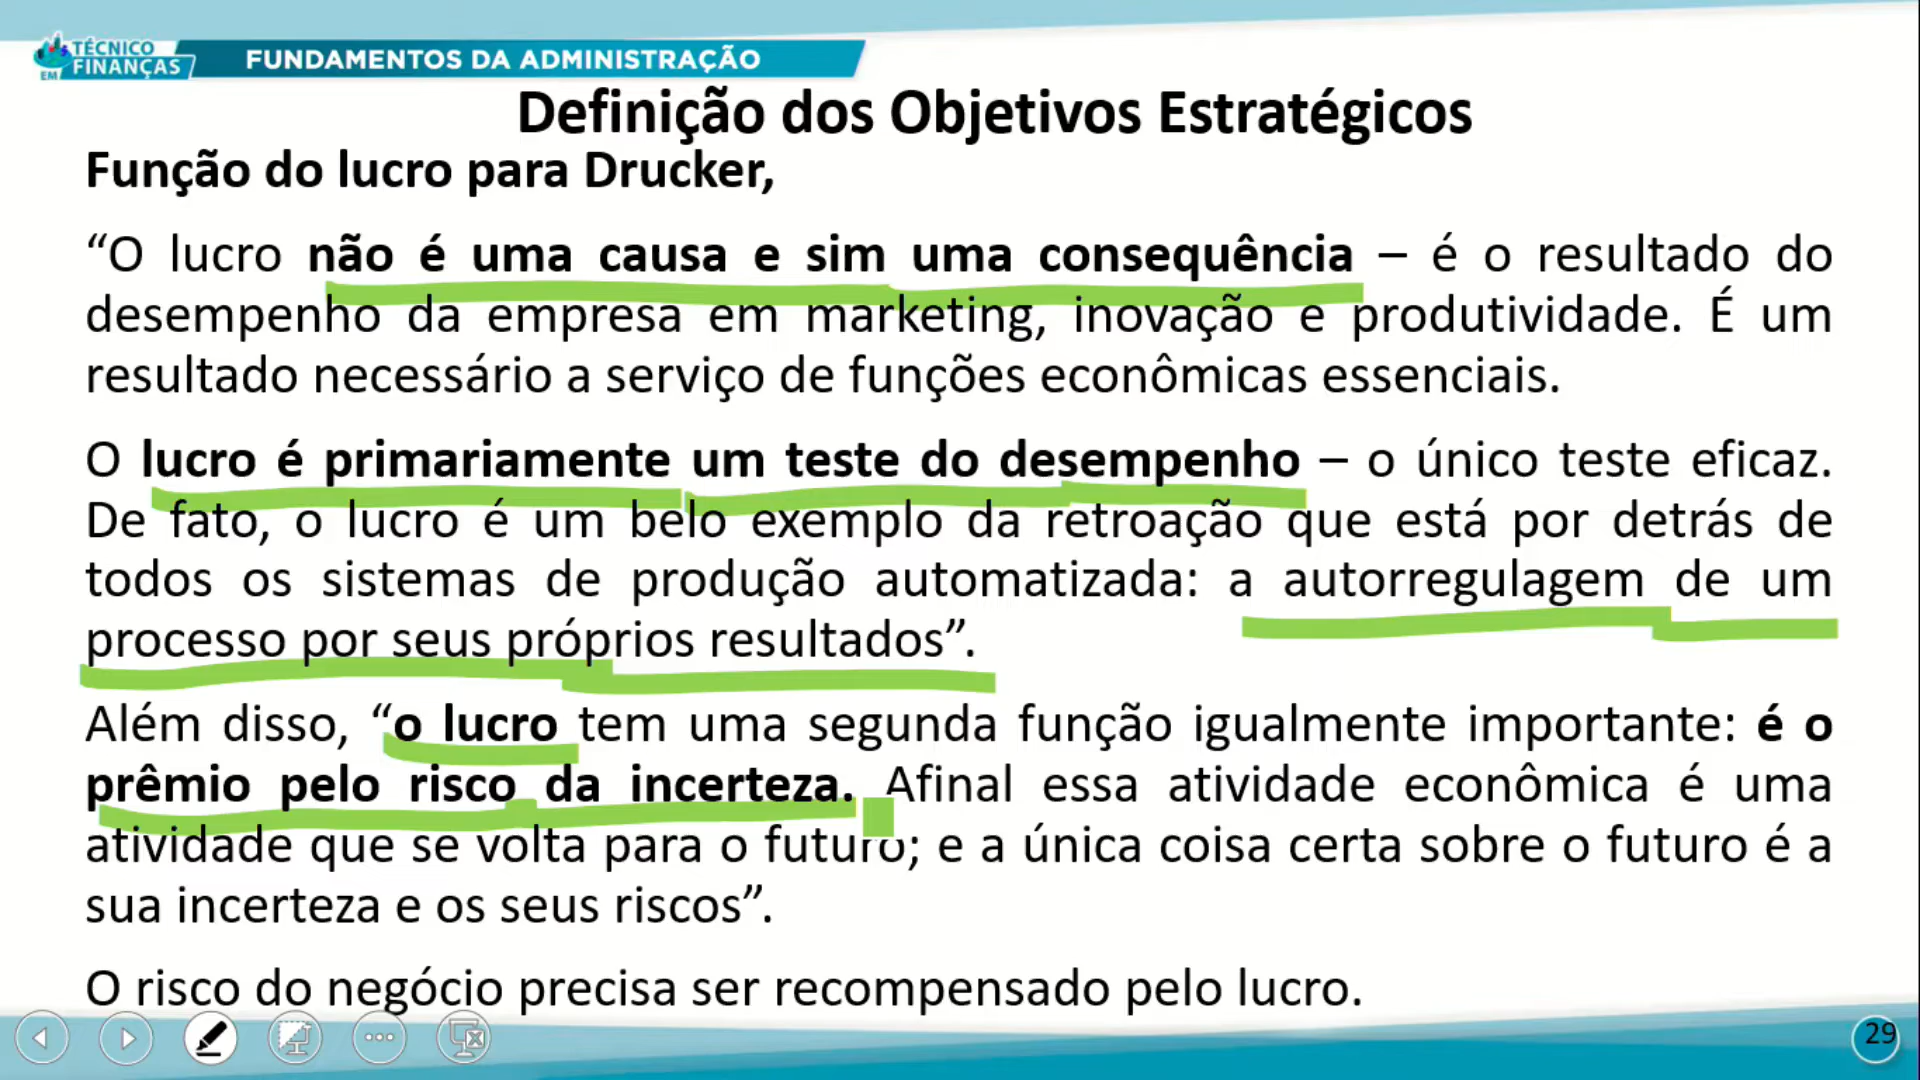 TÉCNICO
EM FINANÇAS
FUNDAMENTOS DA ADMINISTRAÇÃO
Definição dos Objetivos Estratégicos
Função do lucro para Drucker,
“O lucro não é uma causa e sim uma consequência – é o resultado do
desempenho da empresa em marketing, inovação e produtividade. É um
resultado necessário a serviço de funções econômicas essenciais.
O lucro é primariamente um teste do desempenho – o único teste eficaz.
De fato, o lucro é um belo exemplo da retroação que está por detrás de
todos os sistemas de produção automatizada: a autorregulagem de um
processo por seus próprios resultados”.
Além disso, “o lucro tem uma segunda função igualmente importante: é o
prêmio pelo risco da incerteza. Afinal essa atividade econômica é uma
atividade que se volta para o futuro; e a única coisa certa sobre o futuro é a
sua incerteza e os seus riscos”.
O risco do negócio precisa ser recompensado pelo lucro.
29